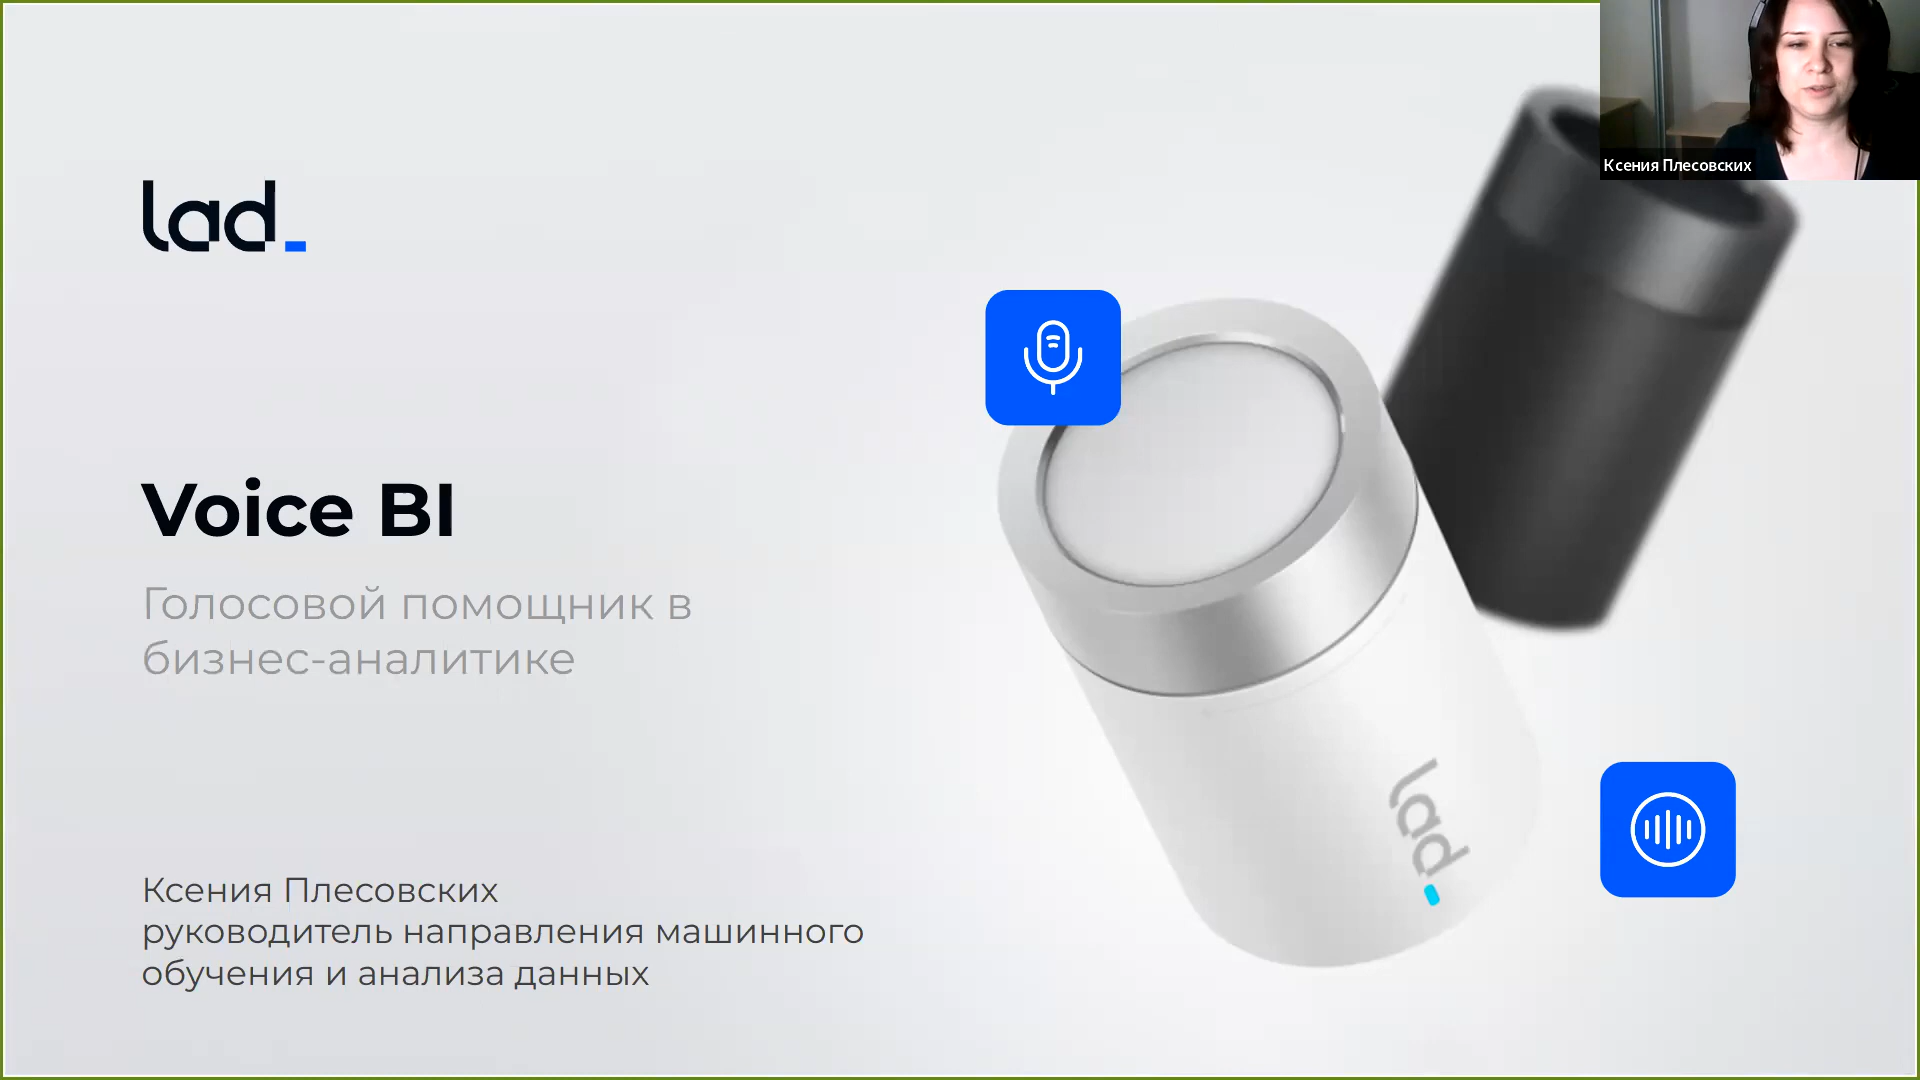 Ксения Плесовских
lad
Voice BI
Голосовой помощник в
бизнес-аналитике
lad
Ксения Плесовских
руководитель направления машинного
обучения и анализа данных